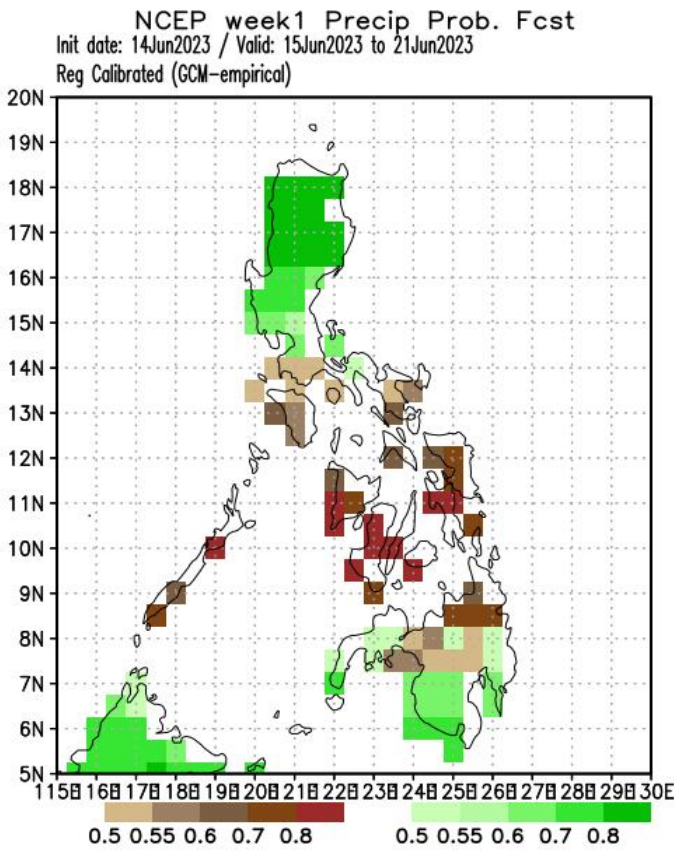 NCEP week1 Precip Prob. Fcst
Init date: 14Jun2023 / Valid: 15Jun2023 to 21Jun2023
Reg Calibrated (GCM-empirical)
20N
19N
18N
17N
16N
15N
14N
13N
12N
11N
10N
9N
8N
7N
6N
5N
115E 116E 117E 118E 119E 120E 121E 122E 123E 124E 125E 126E 127E 128E 129E 130E
0.5 0.55 0.6 0.7 0.8 0.5 0.55 0.6 0.7 0.8